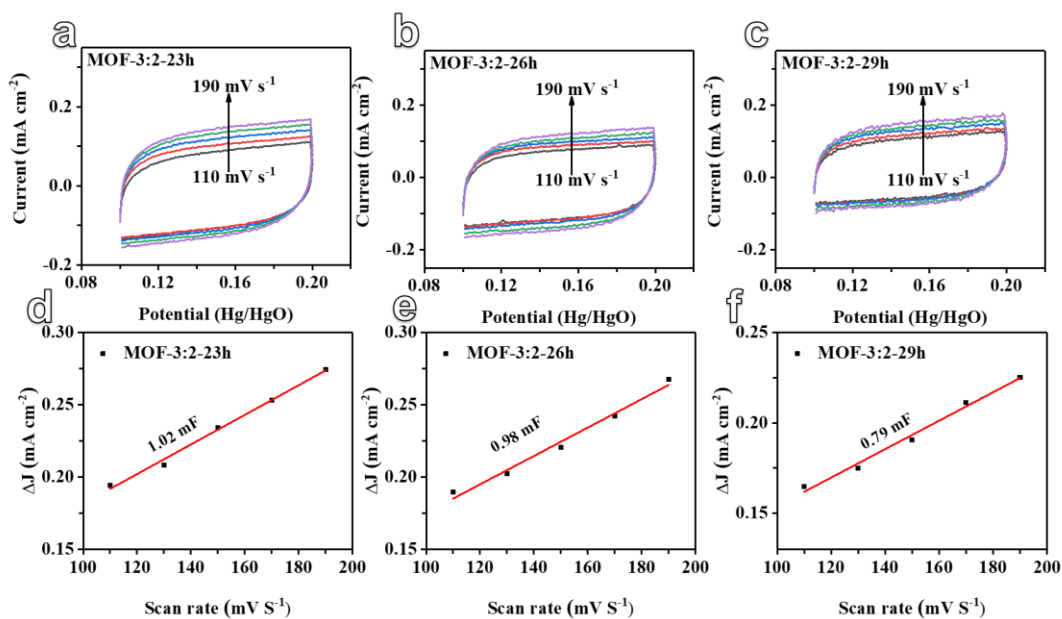 a
MOF-3:2-23h
190 mV s⁻¹
110 mV s⁻¹
Current (mA cm⁻²)
0.2
0.0
-0.2
0.08 0.12 0.16 0.20
Potential (Hg/HgO)
b
MOF-3:2-26h
190 mV s⁻¹
110 mV s⁻¹
Current (mA cm⁻²)
0.2
0.0
-0.2
0.08 0.12 0.16 0.20
Potential (Hg/HgO)
c
MOF-3:2-29h
190 mV s⁻¹
110 mV s⁻¹
Current (mA cm⁻²)
0.2
0.0
-0.2
0.08 0.12 0.16 0.20
Potential (Hg/HgO)
d
MOF-3:2-23h
1.02 mF
ΔJ (mA cm⁻²)
0.30
0.25
0.20
0.15
100 120 140 160 180 200
Scan rate (mV S⁻¹)
e
MOF-3:2-26h
0.98 mF
ΔJ (mA cm⁻²)
0.30
0.25
0.20
0.15
100 120 140 160 180 200
Scan rate (mV S⁻¹)
f
MOF-3:2-29h
0.79 mF
ΔJ (mA cm⁻²)
0.25
0.20
0.15
100 120 140 160 180 200
Scan rate (mV S⁻¹)